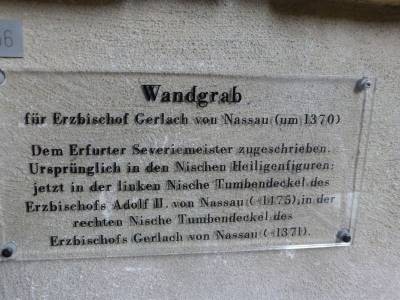 56
Wandgrab
für Erzbischof Gerlach von Nassau (um 1370)
Dem Erfurter Severiemeister zugeschrieben.
Ursprünglich in den Nischen Heiligenfiguren;
jetzt in der linken Nische Tumbendeckel des
Erzbischofs Adolf II. von Nassau (+1475), in der
rechten Nische Tumbendeckel des
Erzbischofs Gerlach von Nassau (+1371).